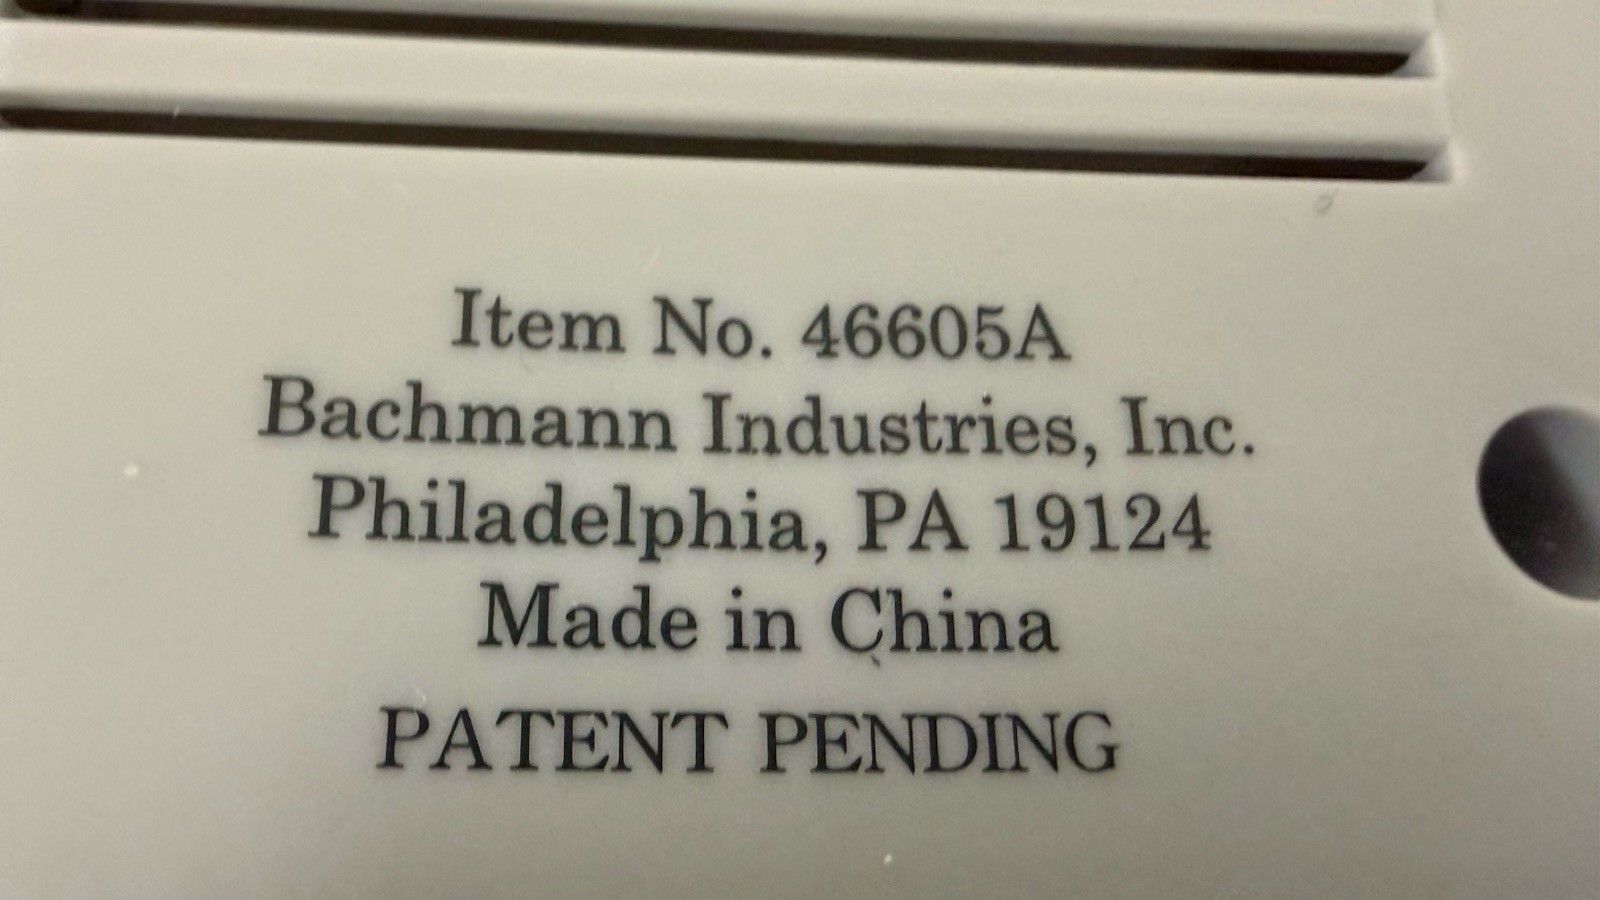 Item No. 46605A
Bachmann Industries, Inc.
Philadelphia, PA 19124
Made in China
PATENT PENDING